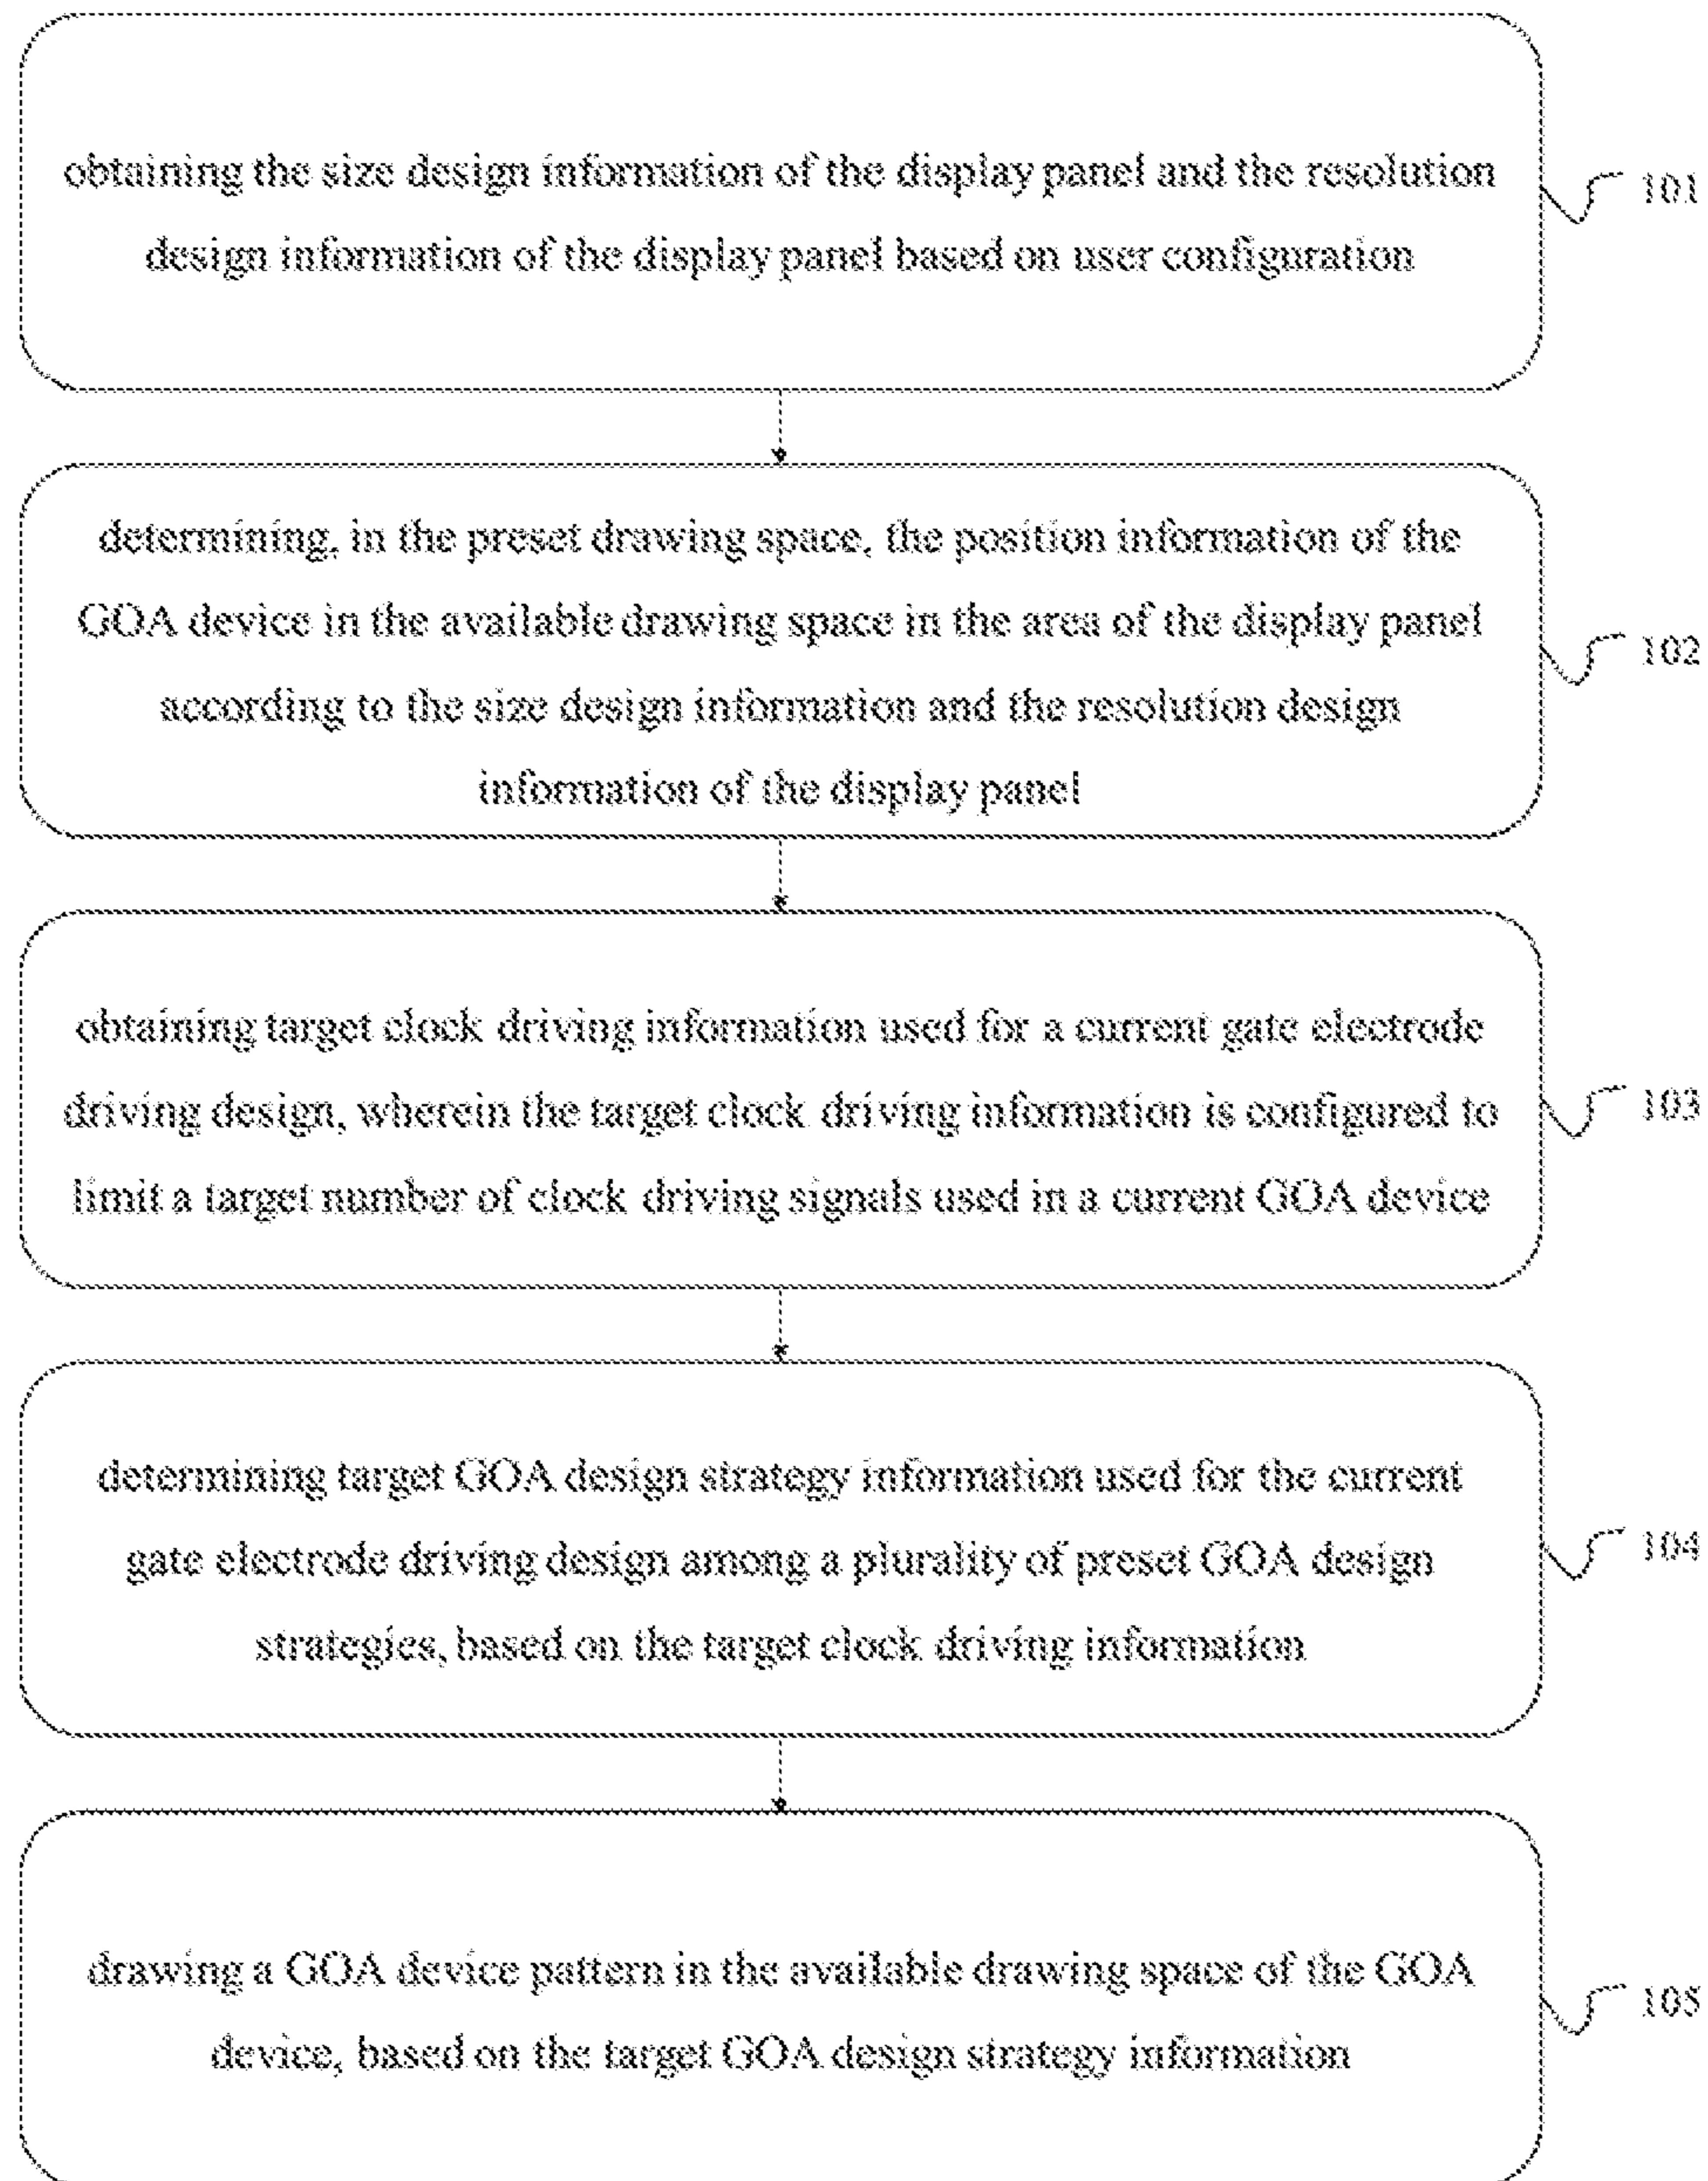 obtaining the size design information of the display panel and the resolution
design information of the display panel based on user configuration
101
determining, in the preset drawing space, the position information of the
GOA device in the available drawing space in the area of the display panel
according to the size design information and the resolution design
information of the display panel
102
obtaining target clock driving information used for a current gate electrode
driving design, wherein the target clock driving information is configured to
limit a target number of clock driving signals used in a current GOA device
103
determining target GOA design strategy information used for the current
gate electrode driving design among a plurality of preset GOA design
strategies, based on the target clock driving information
104
drawing a GOA device pattern in the available drawing space of the GOA
device, based on the target GOA design strategy information
105